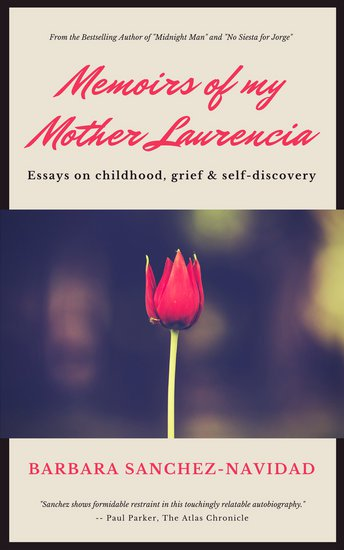 From the Bestselling Author of "Midnight Man" and "No Siesta for Jorge"
Memoirs of my
Mother Laurencia
Essays on childhood, grief & self-discovery
BARBARA SANCHEZ-NAVIDAD
"Sanchez shows formidable restraint in this touchingly relatable autobiography."
-- Paul Parker, The Atlas Chronicle